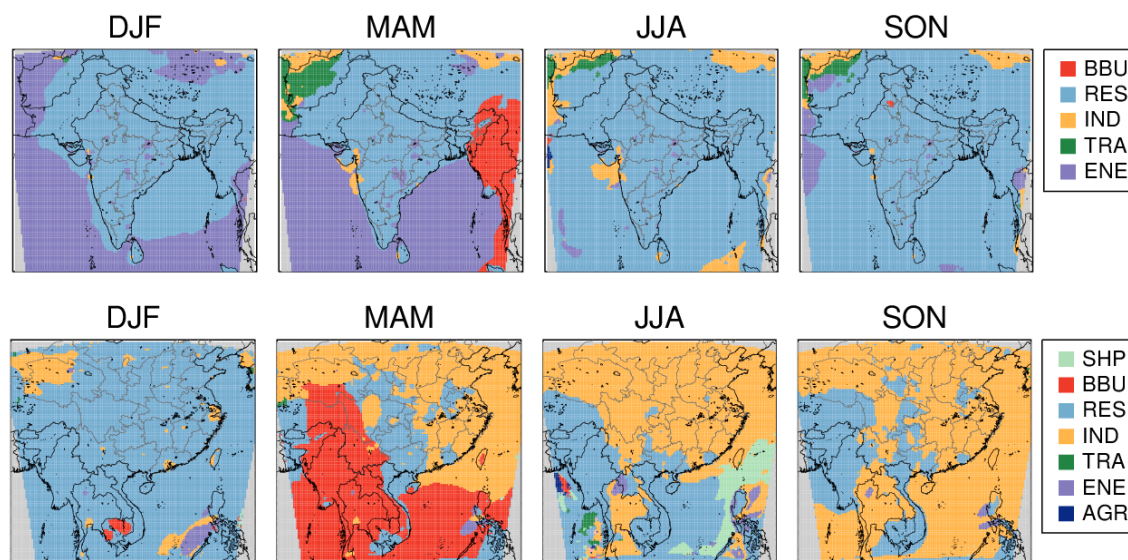 DJF MAM JJA SON
BBU
RES
IND
TRA
ENE
DJF MAM JJA SON
SHP
BBU
RES
IND
TRA
ENE
AGR